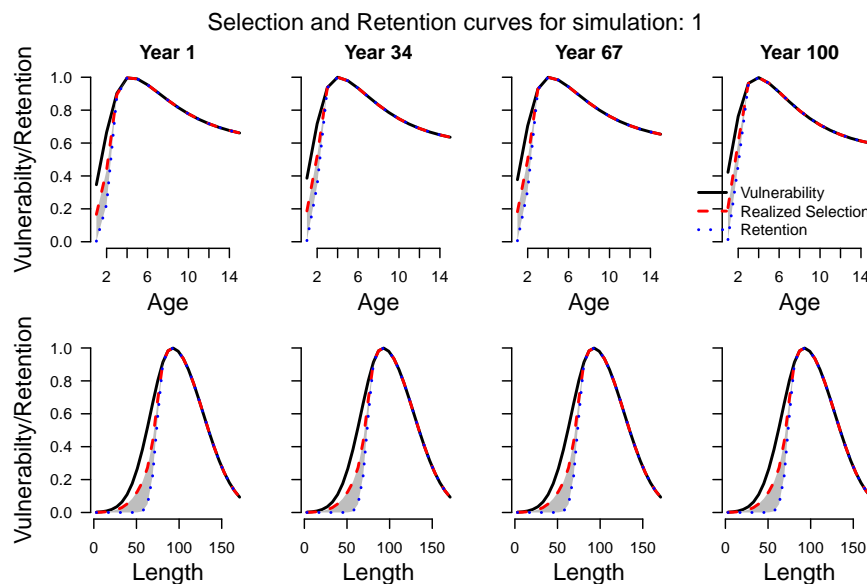 Selection and Retention curves for simulation: 1
Year 1 Year 34 Year 67 Year 100
Vulnerabilty/Retention
1.0
0.8
0.6
0.4
0.2
0.0
Vulnerability
Realized Selection
Retention
2 6 10 14 2 6 10 14 2 6 10 14 2 6 10 14
Age Age Age Age
Vulnerabilty/Retention
1.0
0.8
0.6
0.4
0.2
0.0
0 50 100 150 0 50 100 150 0 50 100 150 0 50 100 150
Length Length Length Length